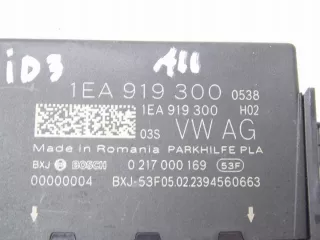 iD3 A11
1EA 919 300 0538
1EA 919 300 H02
03S VW AG
Made in Romania PARKHILFE PLA
BXJ BOSCH 0 217 000 169 53F
00000004 BXJ-53F05.02.2394560663